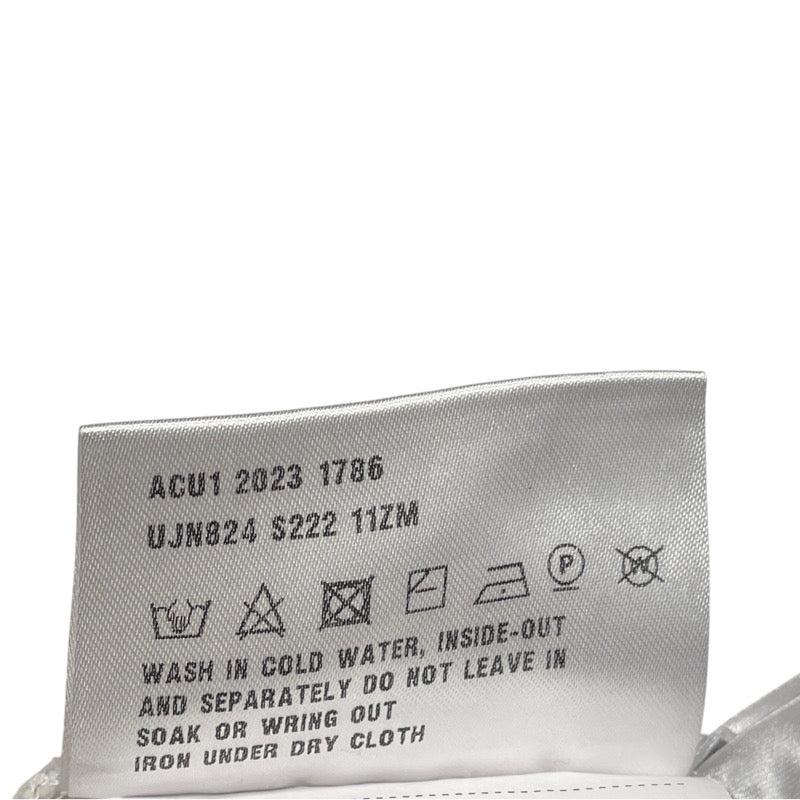 ACU1 2023 1786
UJN824 S222 11ZM
P W
WASH IN COLD WATER, INSIDE-OUT
AND SEPARATELY DO NOT LEAVE IN
SOAK OR WRING OUT
IRON UNDER DRY CLOTH